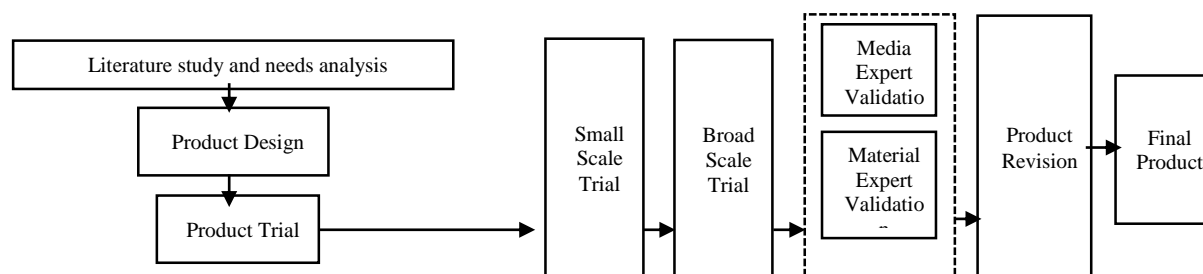 Literature study and needs analysis
Product Design
Product Trial
Small
Scale
Trial
Broad
Scale
Trial
Media
Expert
Validatio
Material
Expert
Validatio
Product
Revision
Final
Product